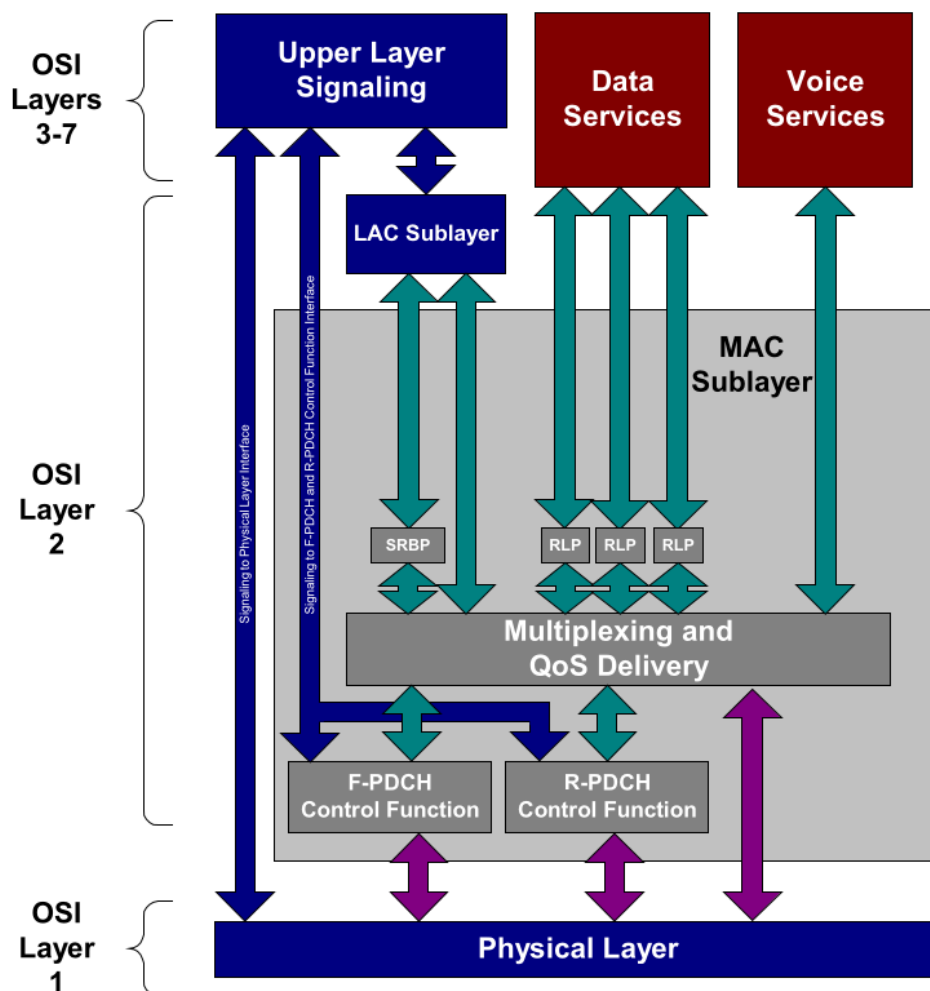 OSI
Layers
3-7
Upper Layer
Signaling
Data
Services
Voice
Services
LAC Sublayer
MAC
Sublayer
OSI
Layer
2
Signaling to Physical Layer Interface
Signaling to F-PDCH and R-PDCH Control Function Interface
SRBP
RLP
RLP
RLP
Multiplexing and
QoS Delivery
F-PDCH
Control Function
R-PDCH
Control Function
OSI
Layer
1
Physical Layer